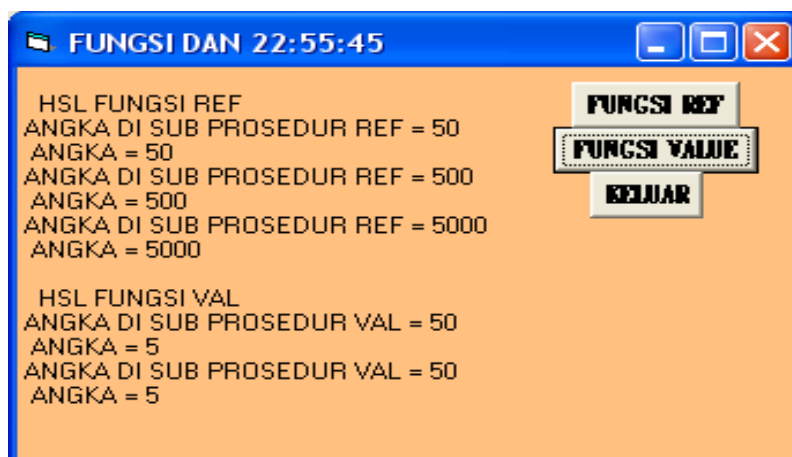 FUNGSI DAN 22:55:45
HSL FUNGSI REF
ANGKA DI SUB PROSEDUR REF = 50
ANGKA = 50
ANGKA DI SUB PROSEDUR REF = 500
ANGKA = 500
ANGKA DI SUB PROSEDUR REF = 5000
ANGKA = 5000
HSL FUNGSI VAL
ANGKA DI SUB PROSEDUR VAL = 50
ANGKA = 5
ANGKA DI SUB PROSEDUR VAL = 50
ANGKA = 5
FUNGSI REF
FUNGSI VALUE
KELUAR